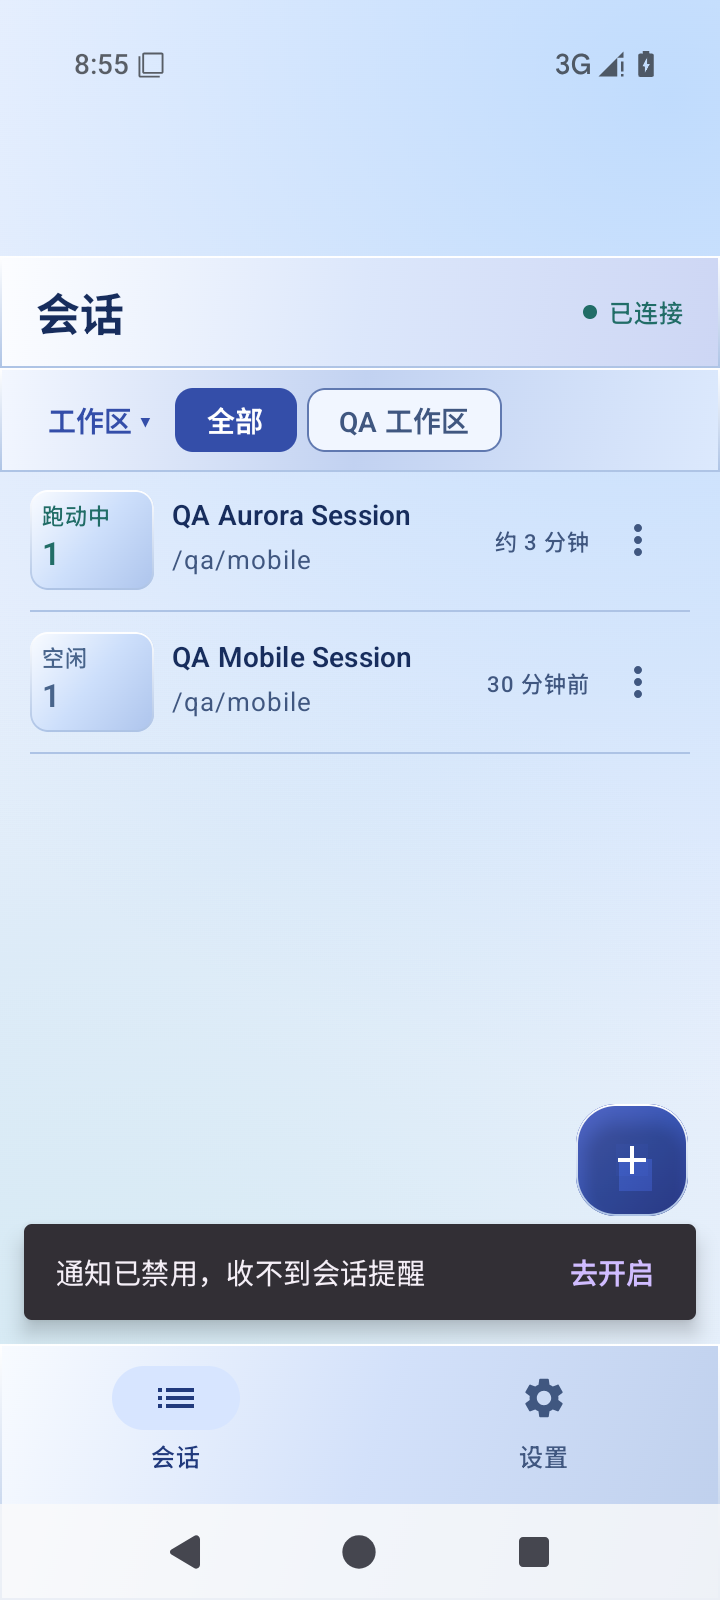 8:55 3G
会话 已连接
工作区 ▾ 全部 QA 工作区
跑动中 1
QA Aurora Session
/qa/mobile
约 3 分钟
空闲 1
QA Mobile Session
/qa/mobile
30 分钟前
通知已禁用，收不到会话提醒 去开启
会话 设置